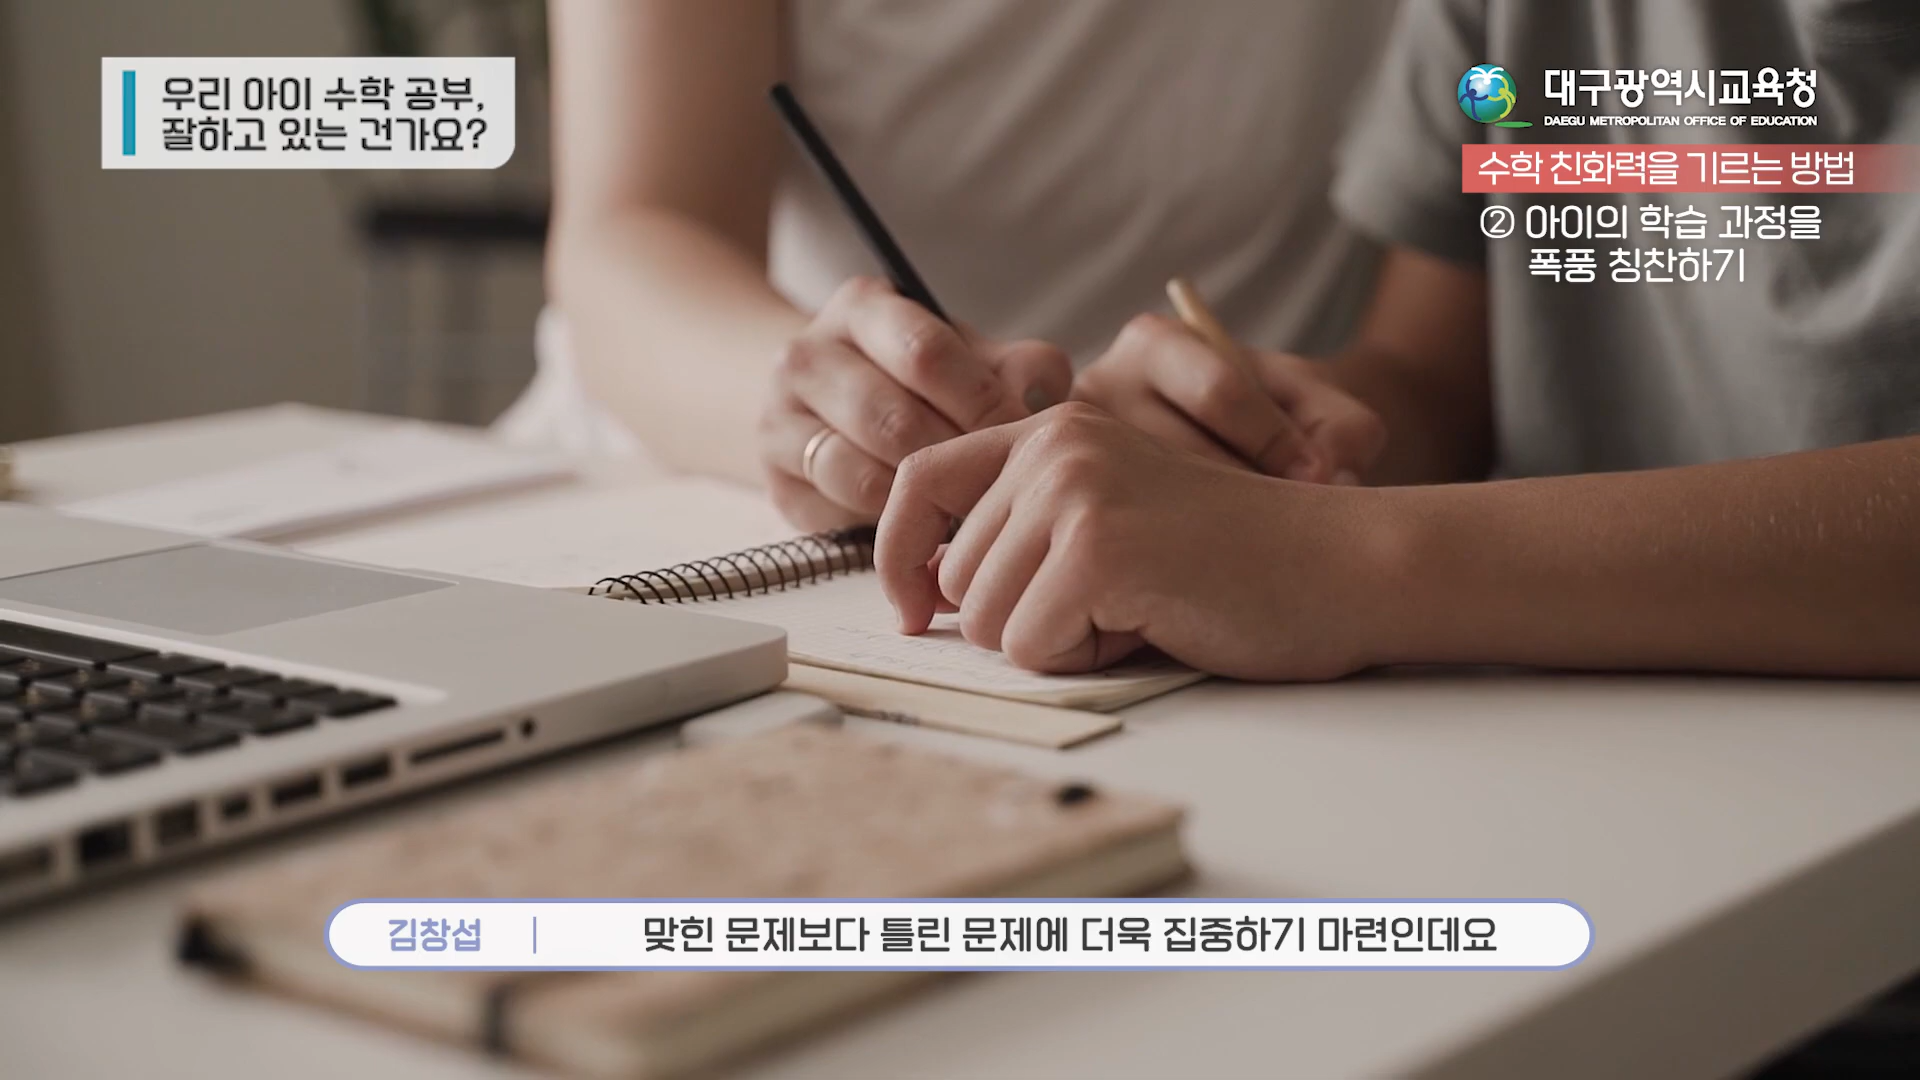 우리 아이 수학 공부,
잘하고 있는 건가요?
대구광역시교육청
DAEGU METROPOLITAN OFFICE OF EDUCATION
수학 친화력을 기르는 방법
② 아이의 학습 과정을
폭풍 칭찬하기
김창섭
맞힌 문제보다 틀린 문제에 더욱 집중하기 마련인데요